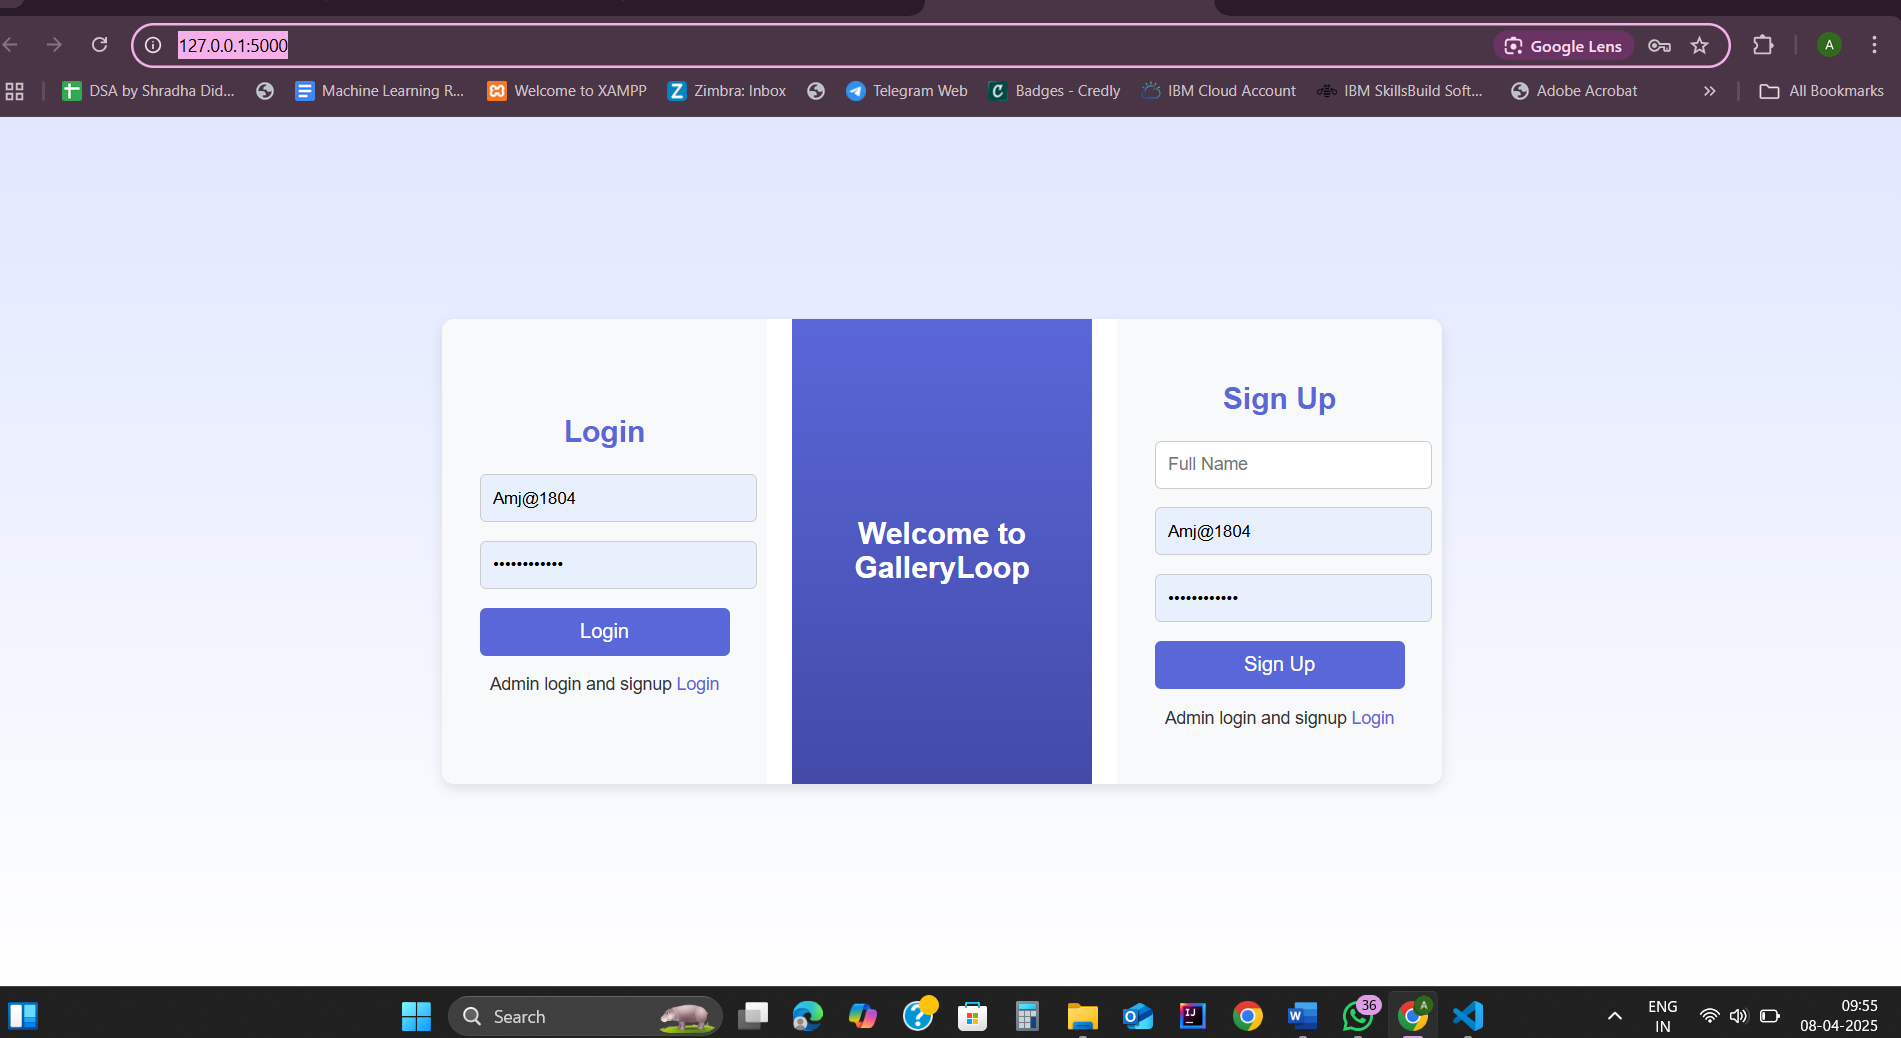 127.0.0.1:5000
Google Lens
A
DSA by Shradha Did...
Machine Learning R...
Welcome to XAMPP
Zimbra: Inbox
Telegram Web
Badges - Credly
IBM Cloud Account
IBM SkillsBuild Soft...
Adobe Acrobat
All Bookmarks
Login
Amj@1804
••••••••••••
Login
Admin login and signup Login
Welcome to
GalleryLoop
Sign Up
Full Name
Amj@1804
••••••••••••
Sign Up
Admin login and signup Login
Search
36
A
ENG
IN
09:55
08-04-2025